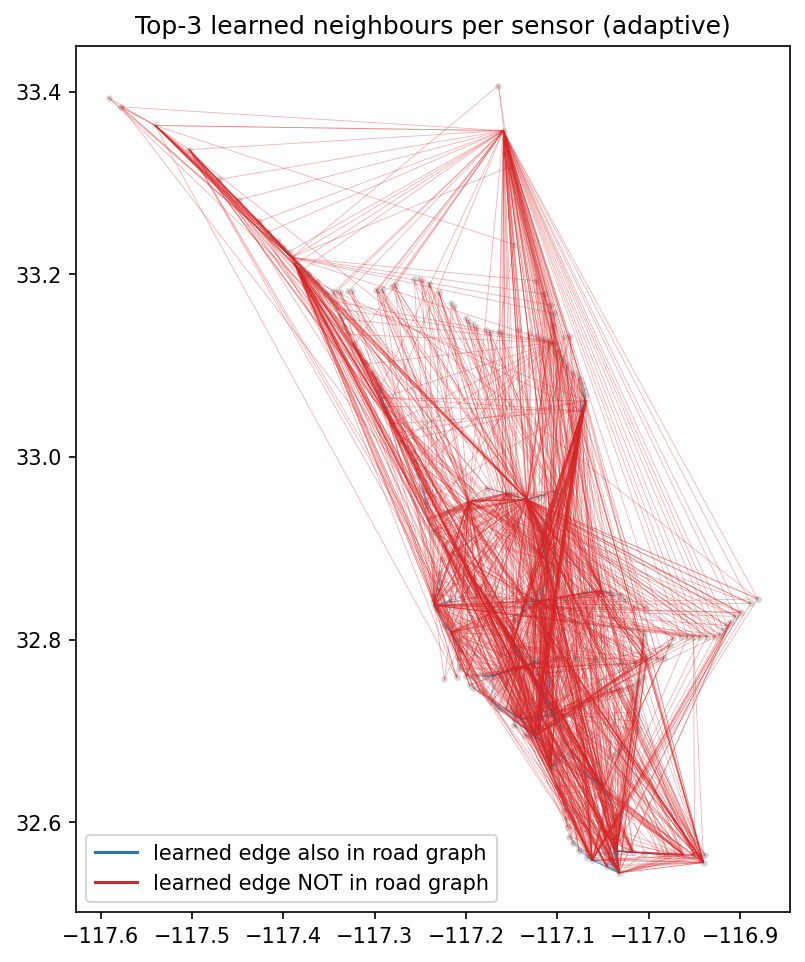 Top-3 learned neighbours per sensor (adaptive)
33.4
33.2
33.0
32.8
32.6
learned edge also in road graph
learned edge NOT in road graph
−117.6 −117.5 −117.4 −117.3 −117.2 −117.1 −117.0 −116.9